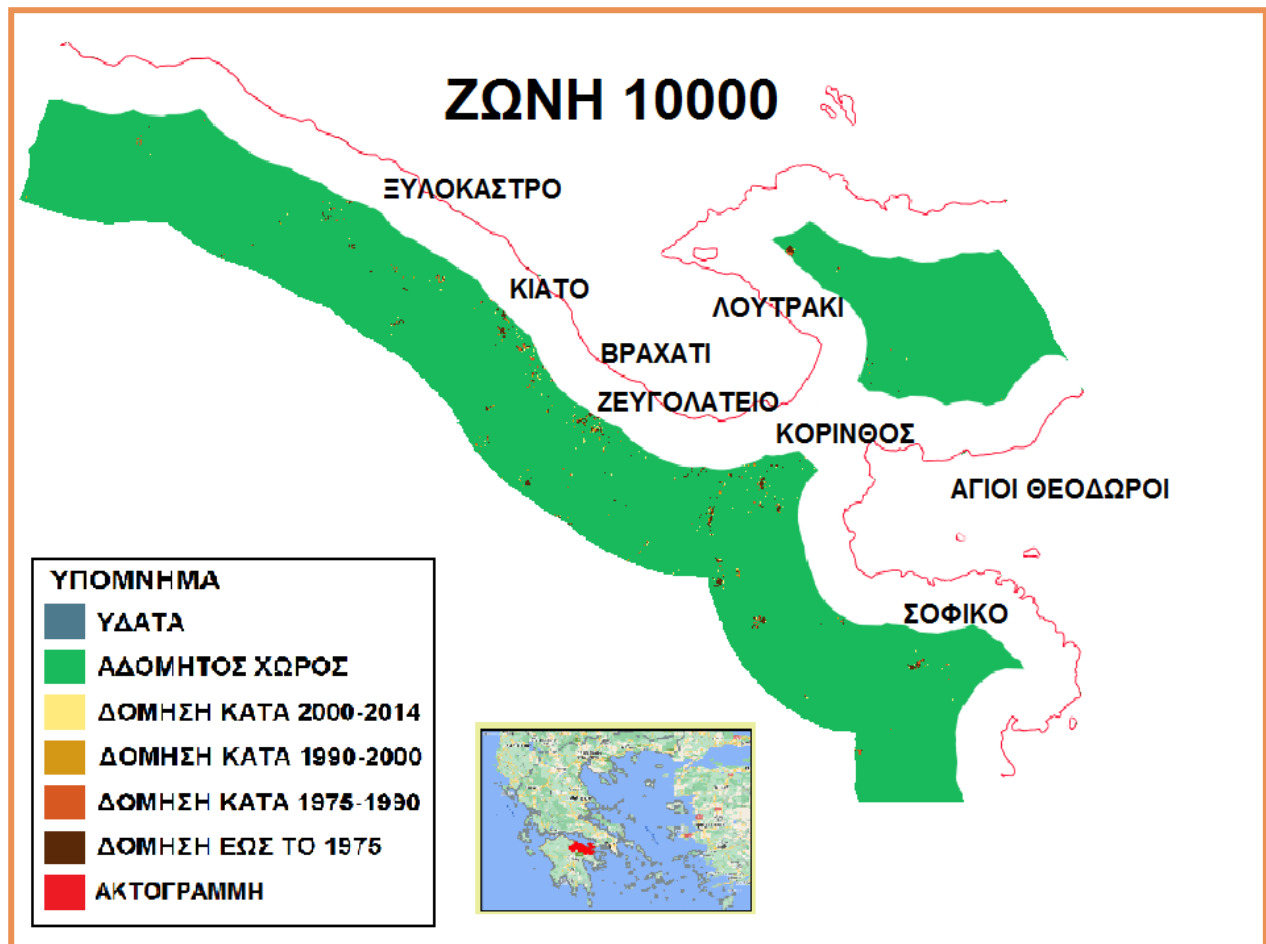 ΖΩΝΗ 10000
ΞΥΛΟΚΑΣΤΡΟ
ΚΙΑΤΟ
ΛΟΥΤΡΑΚΙ
ΒΡΑΧΑΤΙ
ΖΕΥΓΟΛΑΤΕΙΟ
ΚΟΡΙΝΘΟΣ
ΑΓΙΟΙ ΘΕΟΔΩΡΟΙ
ΣΟΦΙΚΟ
ΥΠΟΜΝΗΜΑ
ΥΔΑΤΑ
ΑΔΟΜΗΤΟΣ ΧΩΡΟΣ
ΔΟΜΗΣΗ ΚΑΤΑ 2000-2014
ΔΟΜΗΣΗ ΚΑΤΑ 1990-2000
ΔΟΜΗΣΗ ΚΑΤΑ 1975-1990
ΔΟΜΗΣΗ ΕΩΣ ΤΟ 1975
ΑΚΤΟΓΡΑΜΜΗ